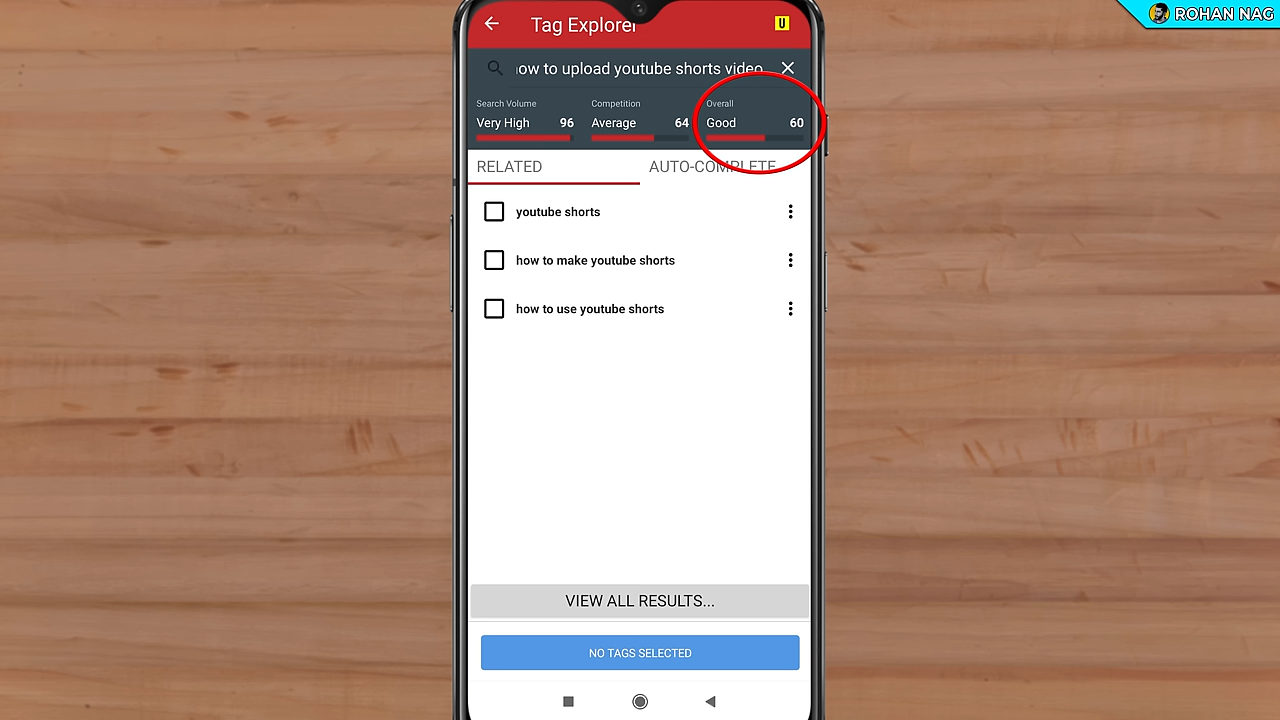 ROHAN NAG
Tag Explorer
U
ow to upload youtube shorts video
Search Volume
Very High 96
Competition
Average 64
Overall
Good 60
RELATED
AUTO-COMPLETE
youtube shorts
how to make youtube shorts
how to use youtube shorts
VIEW ALL RESULTS...
NO TAGS SELECTED